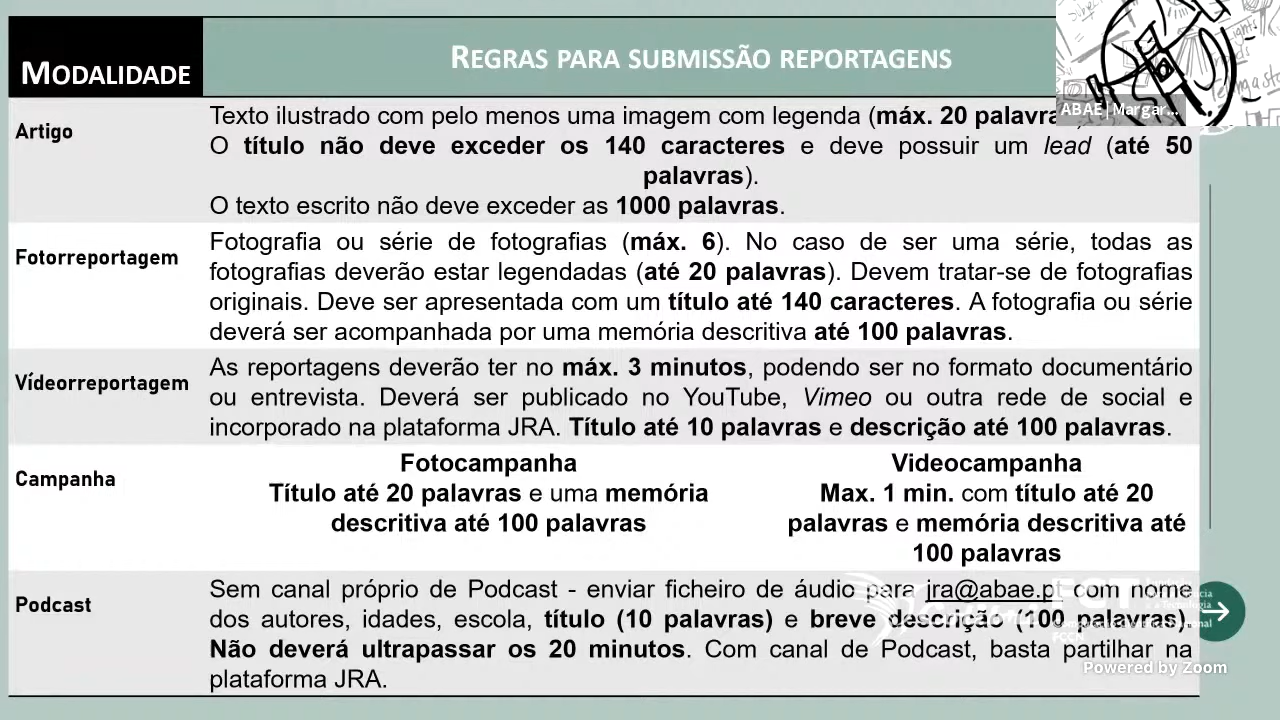 MODALIDADE
REGRAS PARA SUBMISSÃO REPORTAGENS
ABAE | Margar...
Artigo
Texto ilustrado com pelo menos uma imagem com legenda (máx. 20
O título não deve exceder os 140 caracteres e deve possuir um lead (até 50
palavras).
O texto escrito não deve exceder as 1000 palavras.
Fotorreportagem
Fotografia ou série de fotografias (máx. 6). No caso de ser uma série, todas as
fotografias deverão estar legendadas (até 20 palavras). Devem tratar-se de fotografias
originais. Deve ser apresentada com um título até 140 caracteres. A fotografia ou série
deverá ser acompanhada por uma memória descritiva até 100 palavras.
Vídeorreportagem
As reportagens deverão ter no máx. 3 minutos, podendo ser no formato documentário
ou entrevista. Deverá ser publicado no YouTube, Vimeo ou outra rede de social e
incorporado na plataforma JRA. Título até 10 palavras e descrição até 100 palavras.
Campanha
Fotocampanha
Título até 20 palavras e uma memória
descritiva até 100 palavras
Videocampanha
Max. 1 min. com título até 20
palavras e memória descritiva até
100 palavras
Podcast
Sem canal próprio de Podcast - enviar ficheiro de áudio para jra@abae.pt com nome
dos autores, idades, escola, título (10 palavras) e breve descrição (100 palavras).
Não deverá ultrapassar os 20 minutos. Com canal de Podcast, basta partilhar na
plataforma JRA.
FCT
FCCN
Powered by Zoom